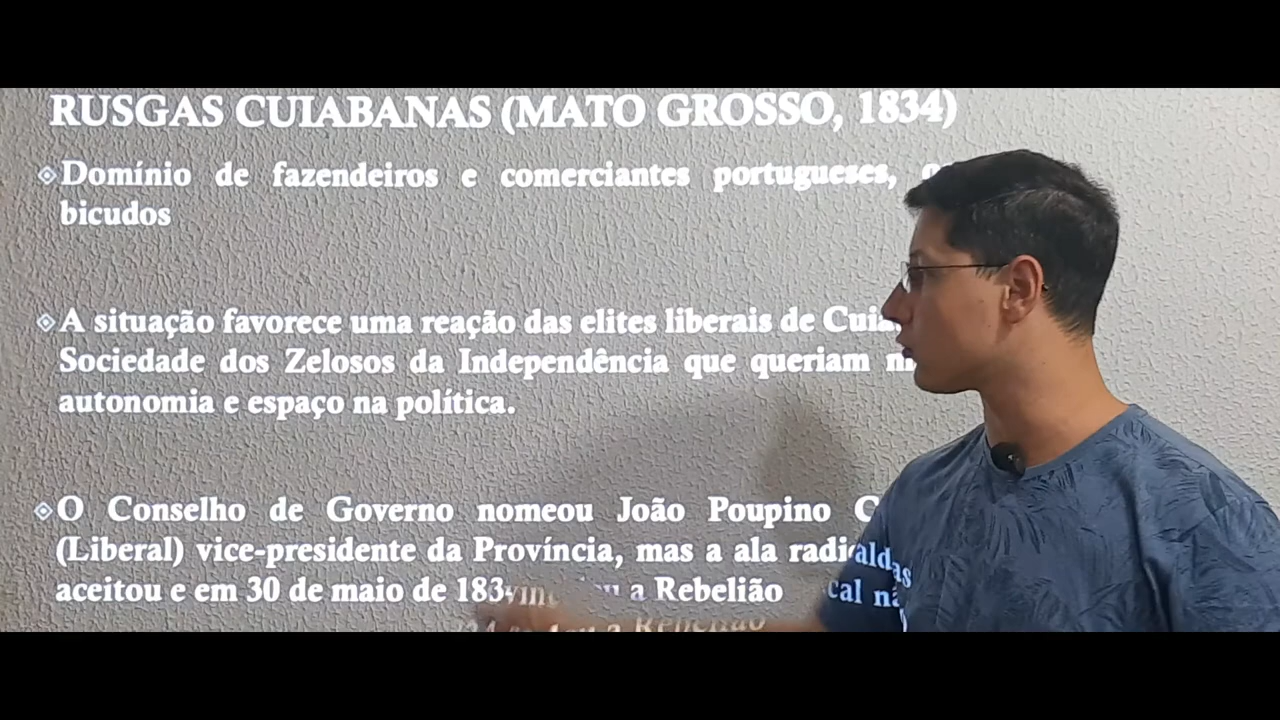 RUSGAS CUIABANAS (MATO GROSSO, 1834)
Domínio de fazendeiros e comerciantes portugueses,
bicudos
A situação favorece uma reação das elites liberais de
Sociedade dos Zelosos da Independência que queriam
autonomia e espaço na política.
O Conselho de Governo nomeou João Poupino
(Liberal) vice-presidente da Província, mas a ala
aceitou e em 30 de maio de a Rebelião